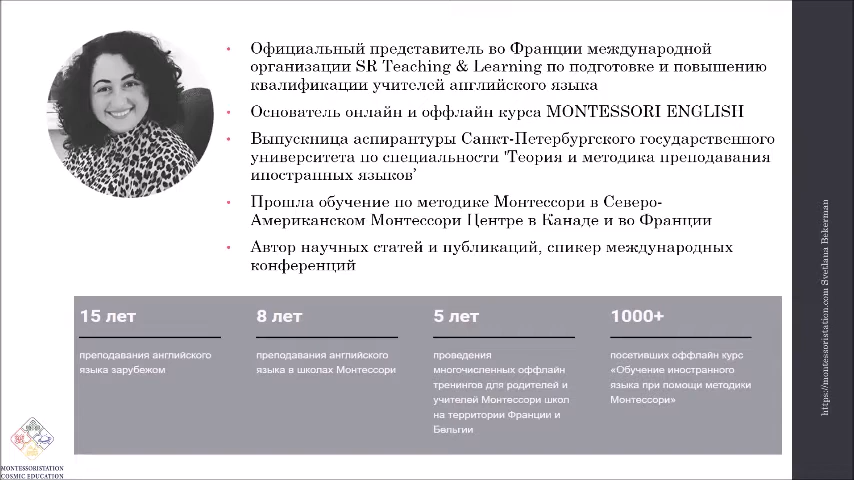 Официальный представитель во Франции международной
организации SR Teaching & Learning по подготовке и повышению
квалификации учителей английского языка
Основатель онлайн и оффлайн курса MONTESSORI ENGLISH
Выпускница аспирантуры Санкт-Петербургского государственного
университета по специальности 'Теория и методика преподавания
иностранных языков'
Прошла обучение по методике Монтессори в Северо-
Американском Монтессори Центре в Канаде и во Франции
Автор научных статей и публикаций, спикер международных
конференций
15 лет
преподавания английского
языка зарубежом
8 лет
преподавания английского
языка в школах Монтессори
5 лет
проведения
многочисленных оффлайн
тренингов для родителей и
учителей Монтессори школ
на территории Франции и
Бельгии
1000+
посетивших оффлайн курс
«Обучение иностранного
языка при помощи методики
Монтессори»
https://montessoristation.com Svetlana Bekerman
MONTESSORISTATION
COSMIC EDUCATION